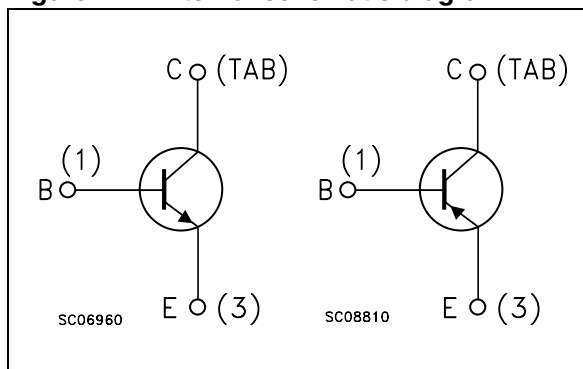 C (TAB) C (TAB)
(1) (1)
B B
E (3) E (3)
SC06960 SC08810